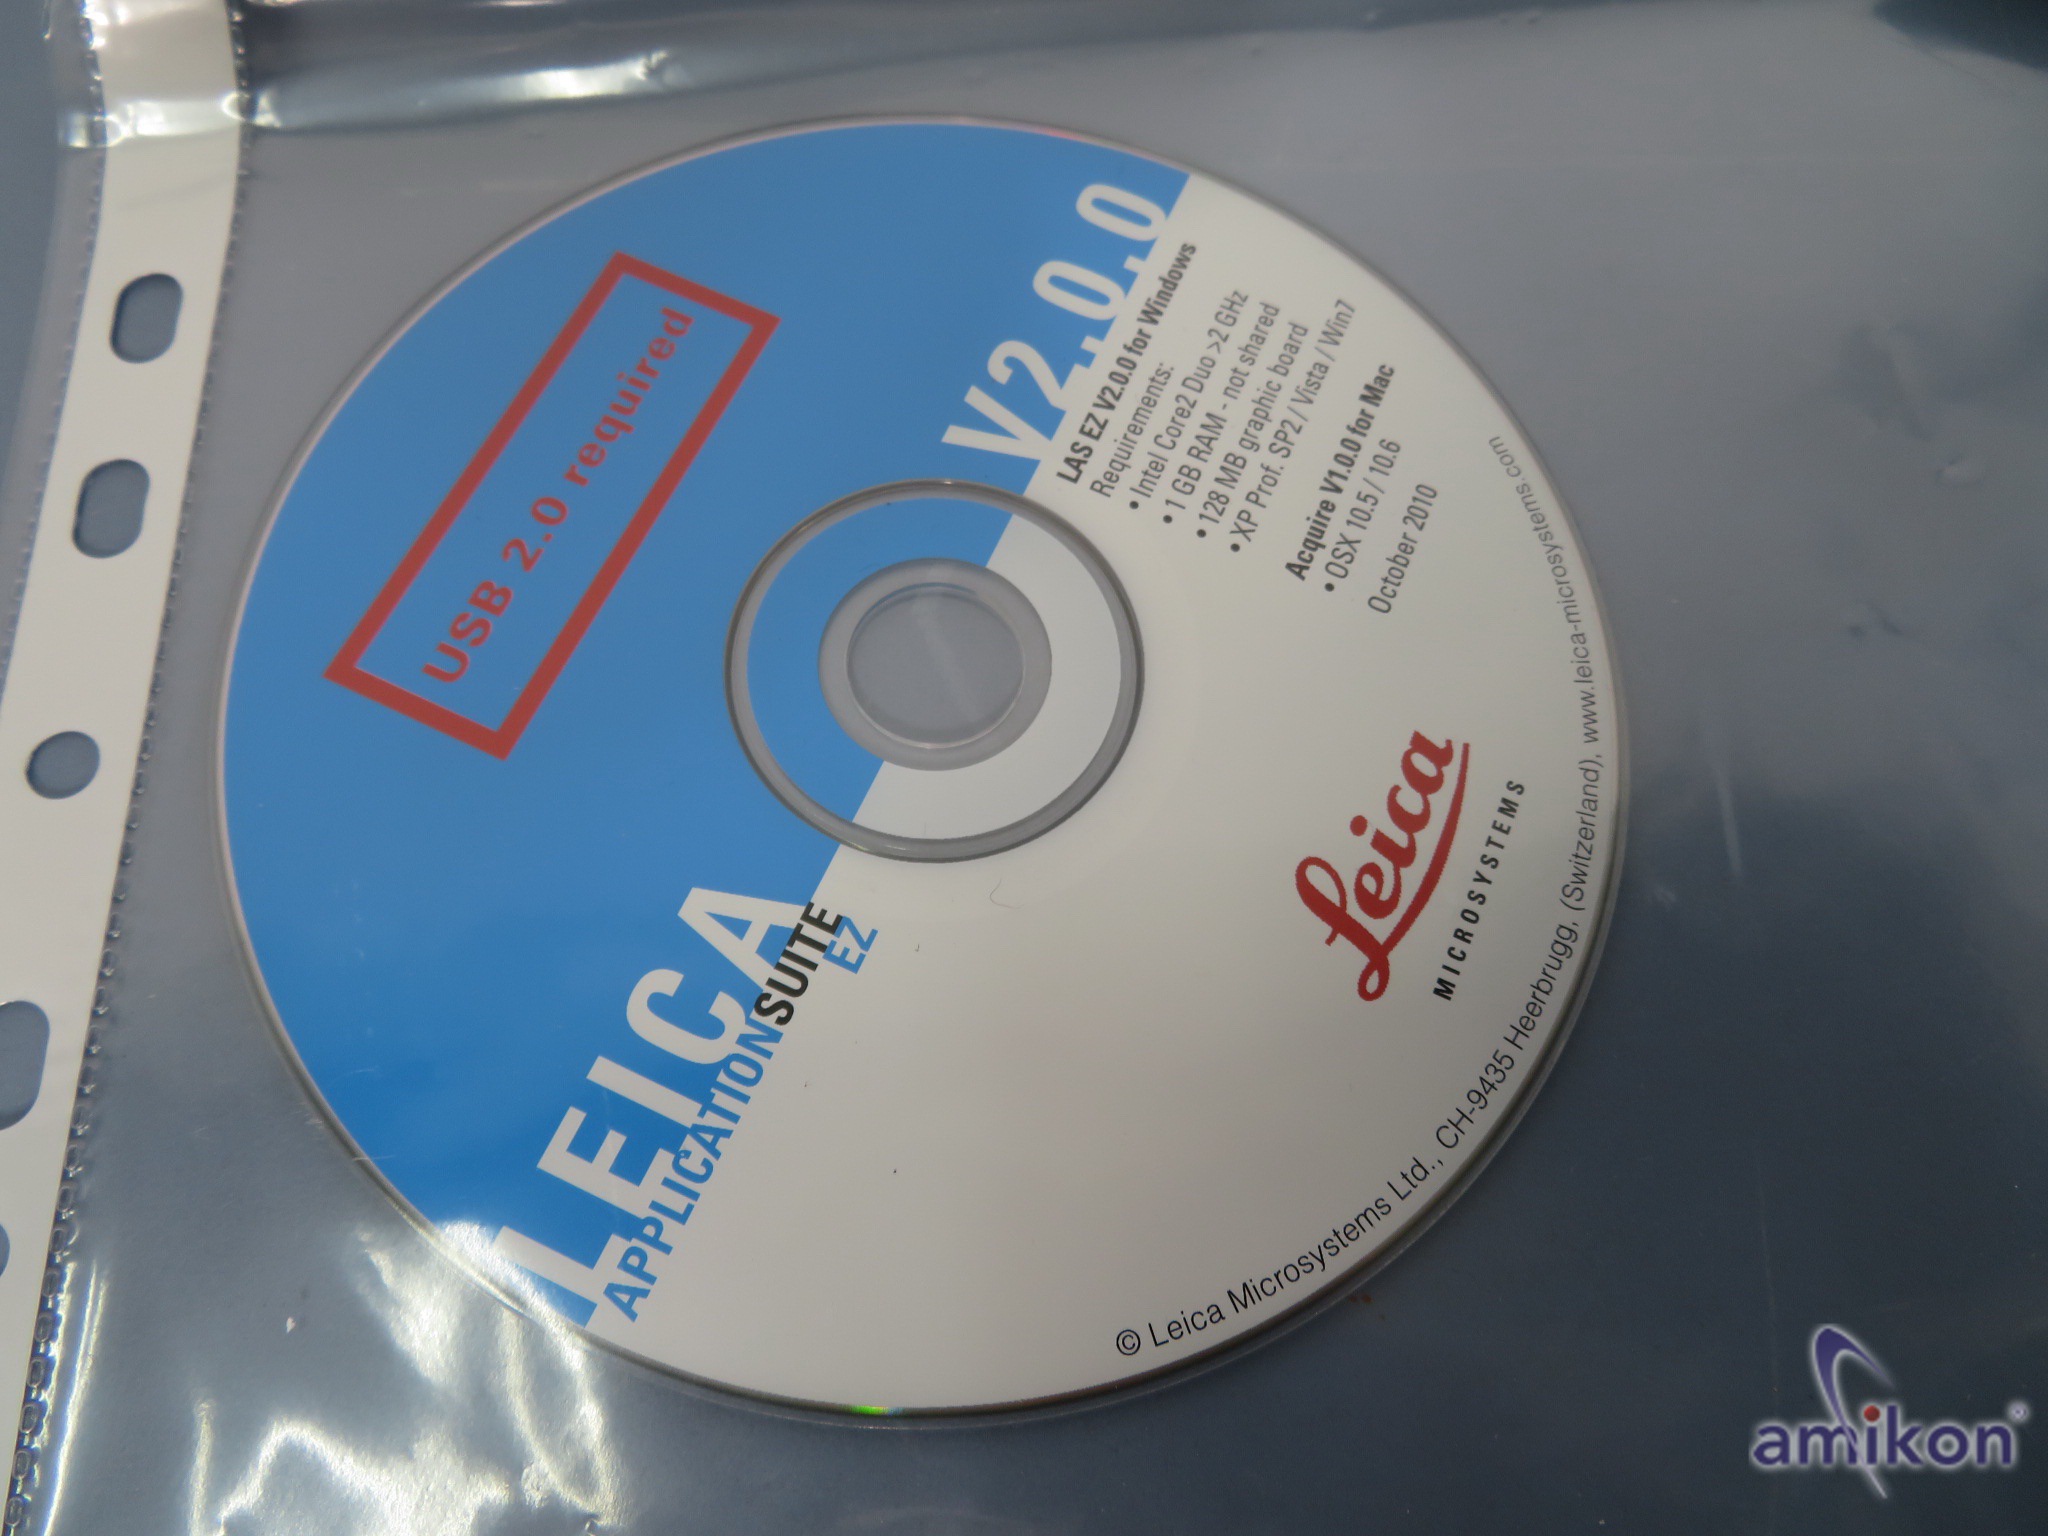 USB 2.0 required
LEICA
APPLICATIONSUITE
EZ
V2.0.0
LAS EZ V2.0.0 for Windows
Requirements:
• Intel Core2 Duo >2 GHz
• 1 GB RAM - not shared
• 128 MB graphic board
• XP Prof. SP2 / Vista / Win7
Acquire V1.0.0 for Mac
• OSX 10.5 / 10.6
October 2010
Leica
MICROSYSTEMS
© Leica Microsystems Ltd., CH-9435 Heerbrugg, (Switzerland), www.leica-microsystems.com
amikon